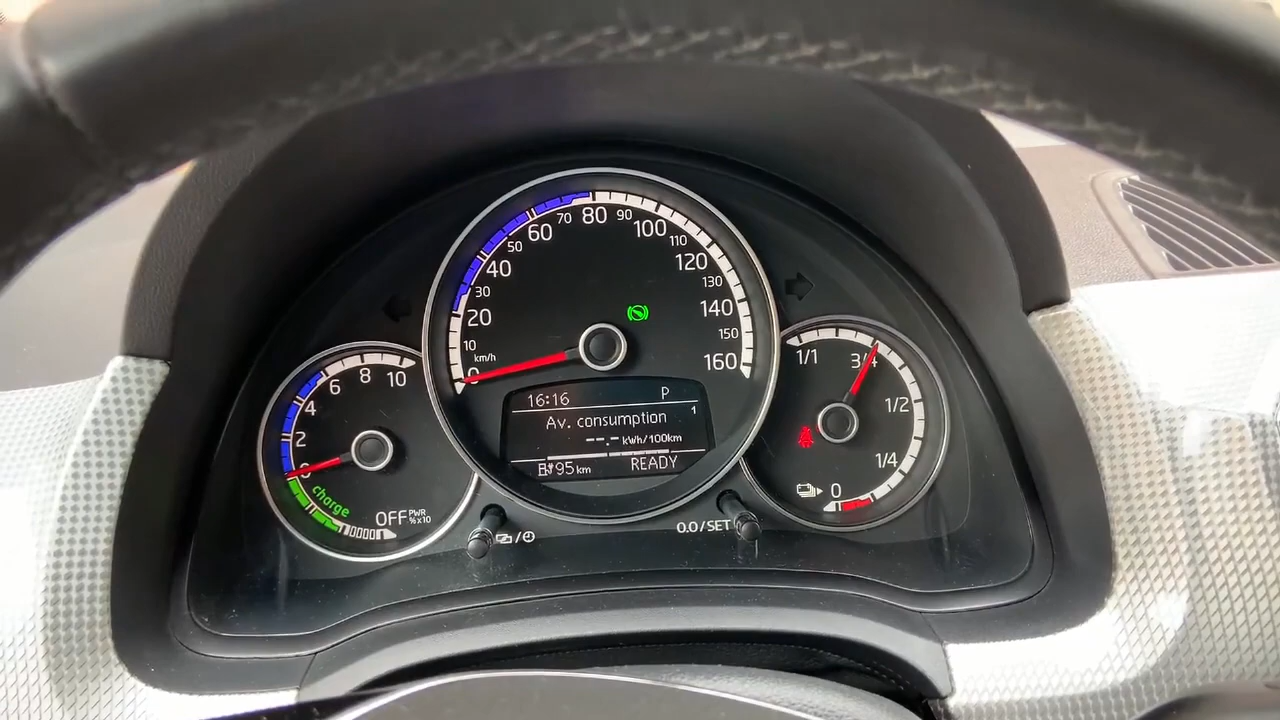 0 10 20 30 40 50 60 70 80 90 100 110 120 130 140 150 160
km/h
0 2 4 6 8 10
charge
OFF PWR
%x10
16:16 P
Av. consumption 1
--.- kWh/100km
95 km READY
1/1 3/4 1/2 1/4 0
0.0/SET